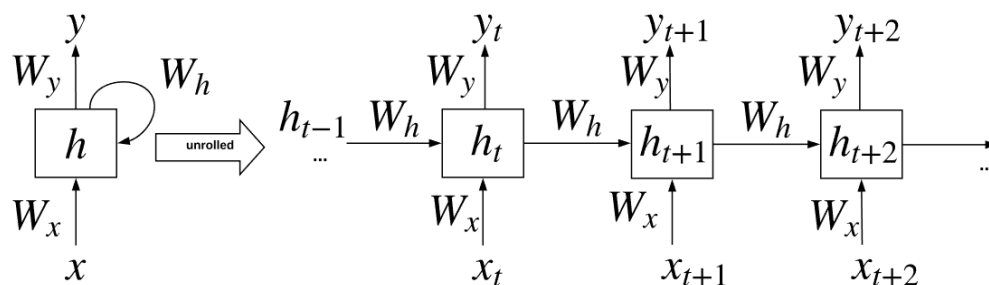 y y_t y_{t+1} y_{t+2}
W_y W_h W_y W_y W_y
h unrolled h_{t-1} W_h h_t W_h h_{t+1} W_h h_{t+2}
... ...
W_x W_x W_x W_x
x x_t x_{t+1} x_{t+2}